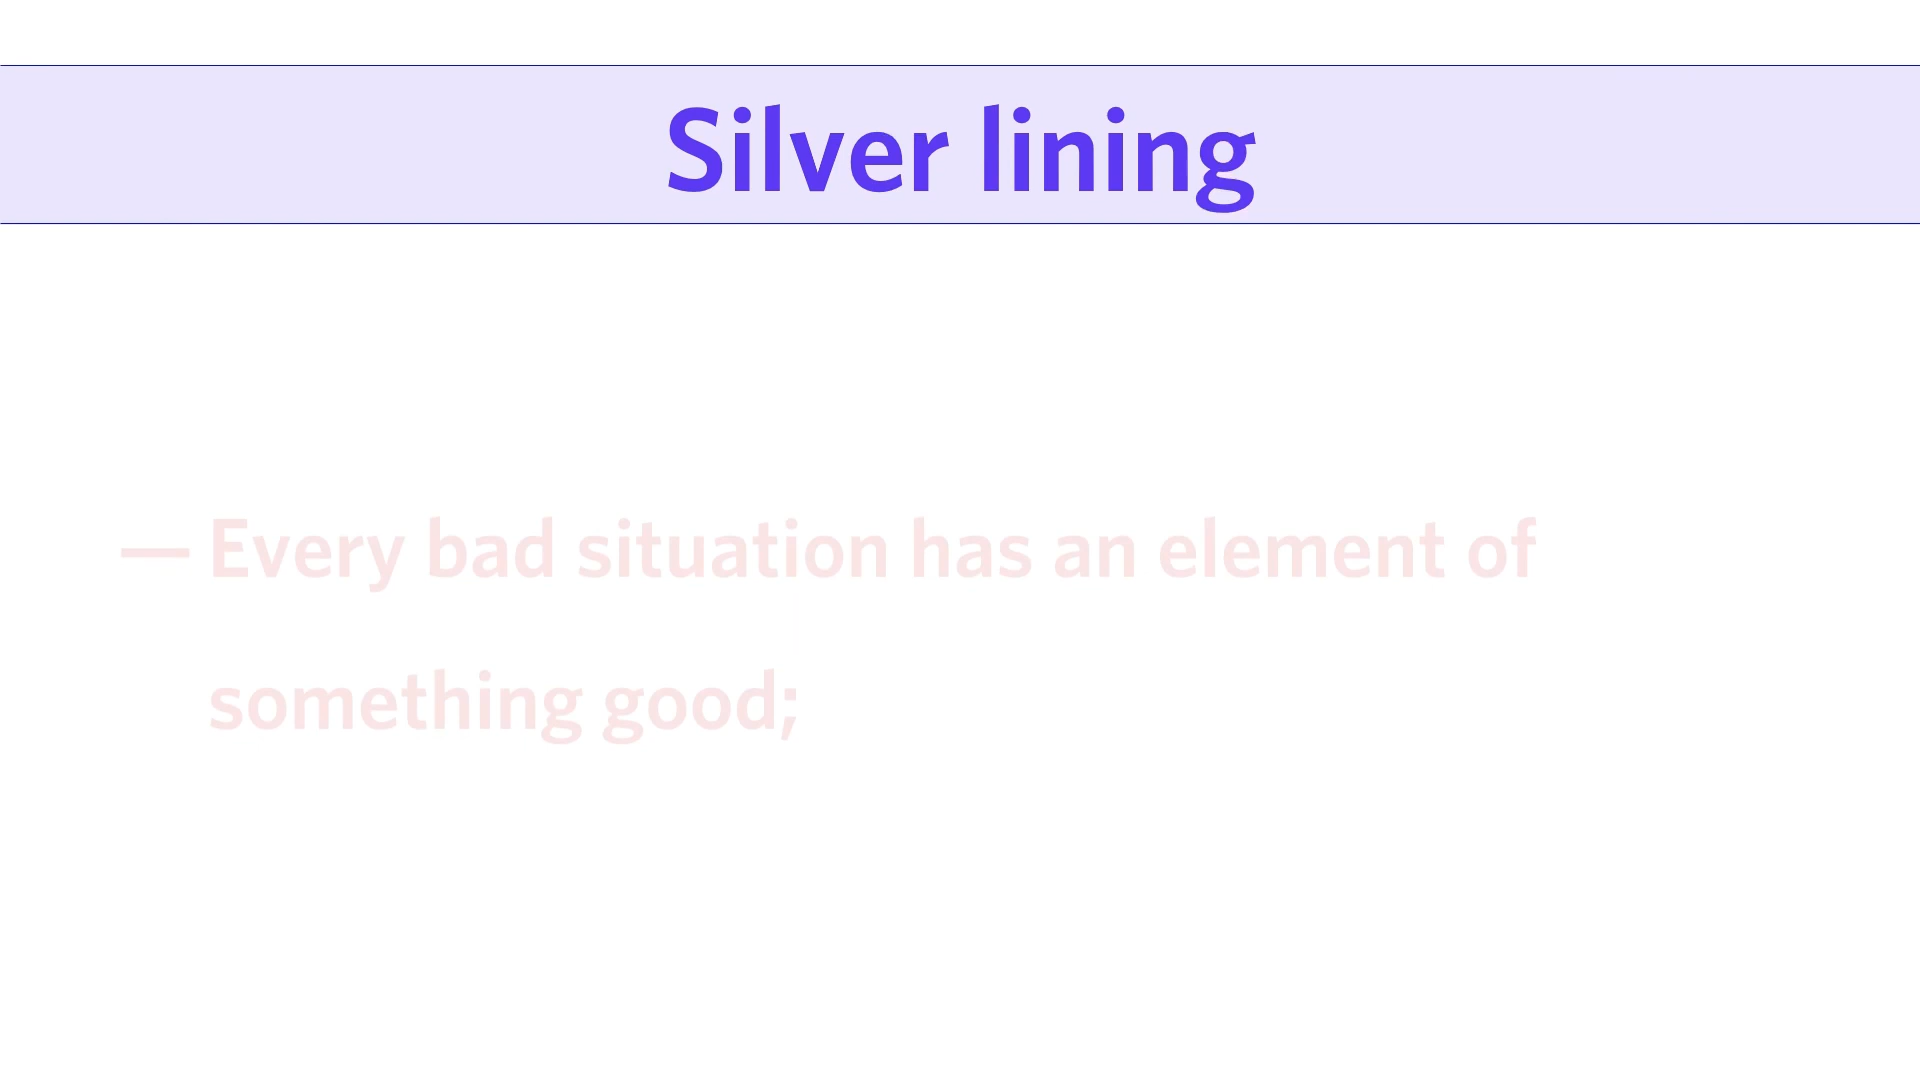 Silver lining
— Every bad situation has an element of
something good;